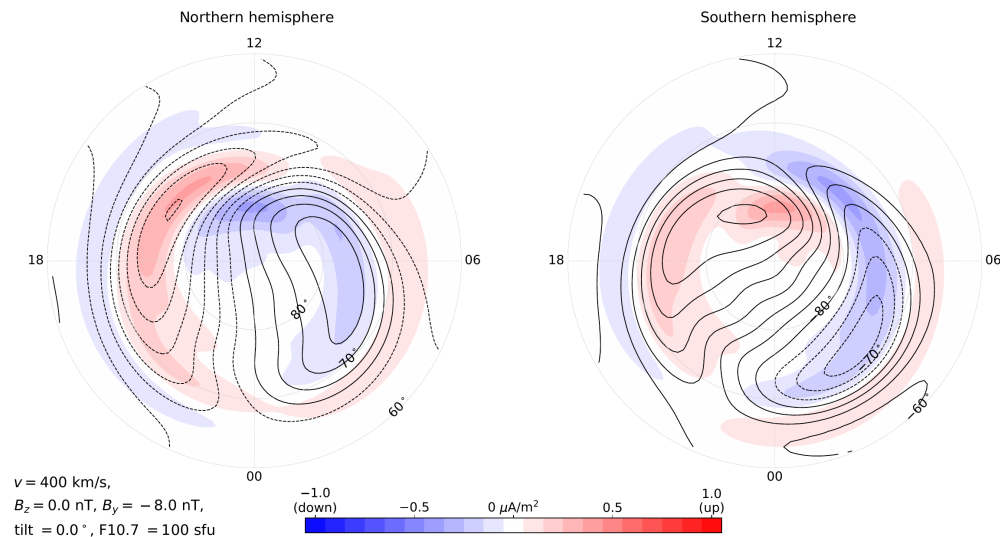 Northern hemisphere
Southern hemisphere
12
12
18
06
18
06
80°
80°
70°
−70°
60°
−60°
00
00
v = 400 km/s,
B_z = 0.0 nT, B_y = − 8.0 nT,
tilt = 0.0°, F10.7 = 100 sfu
−1.0
(down)
−0.5
0 μA/m²
0.5
1.0
(up)